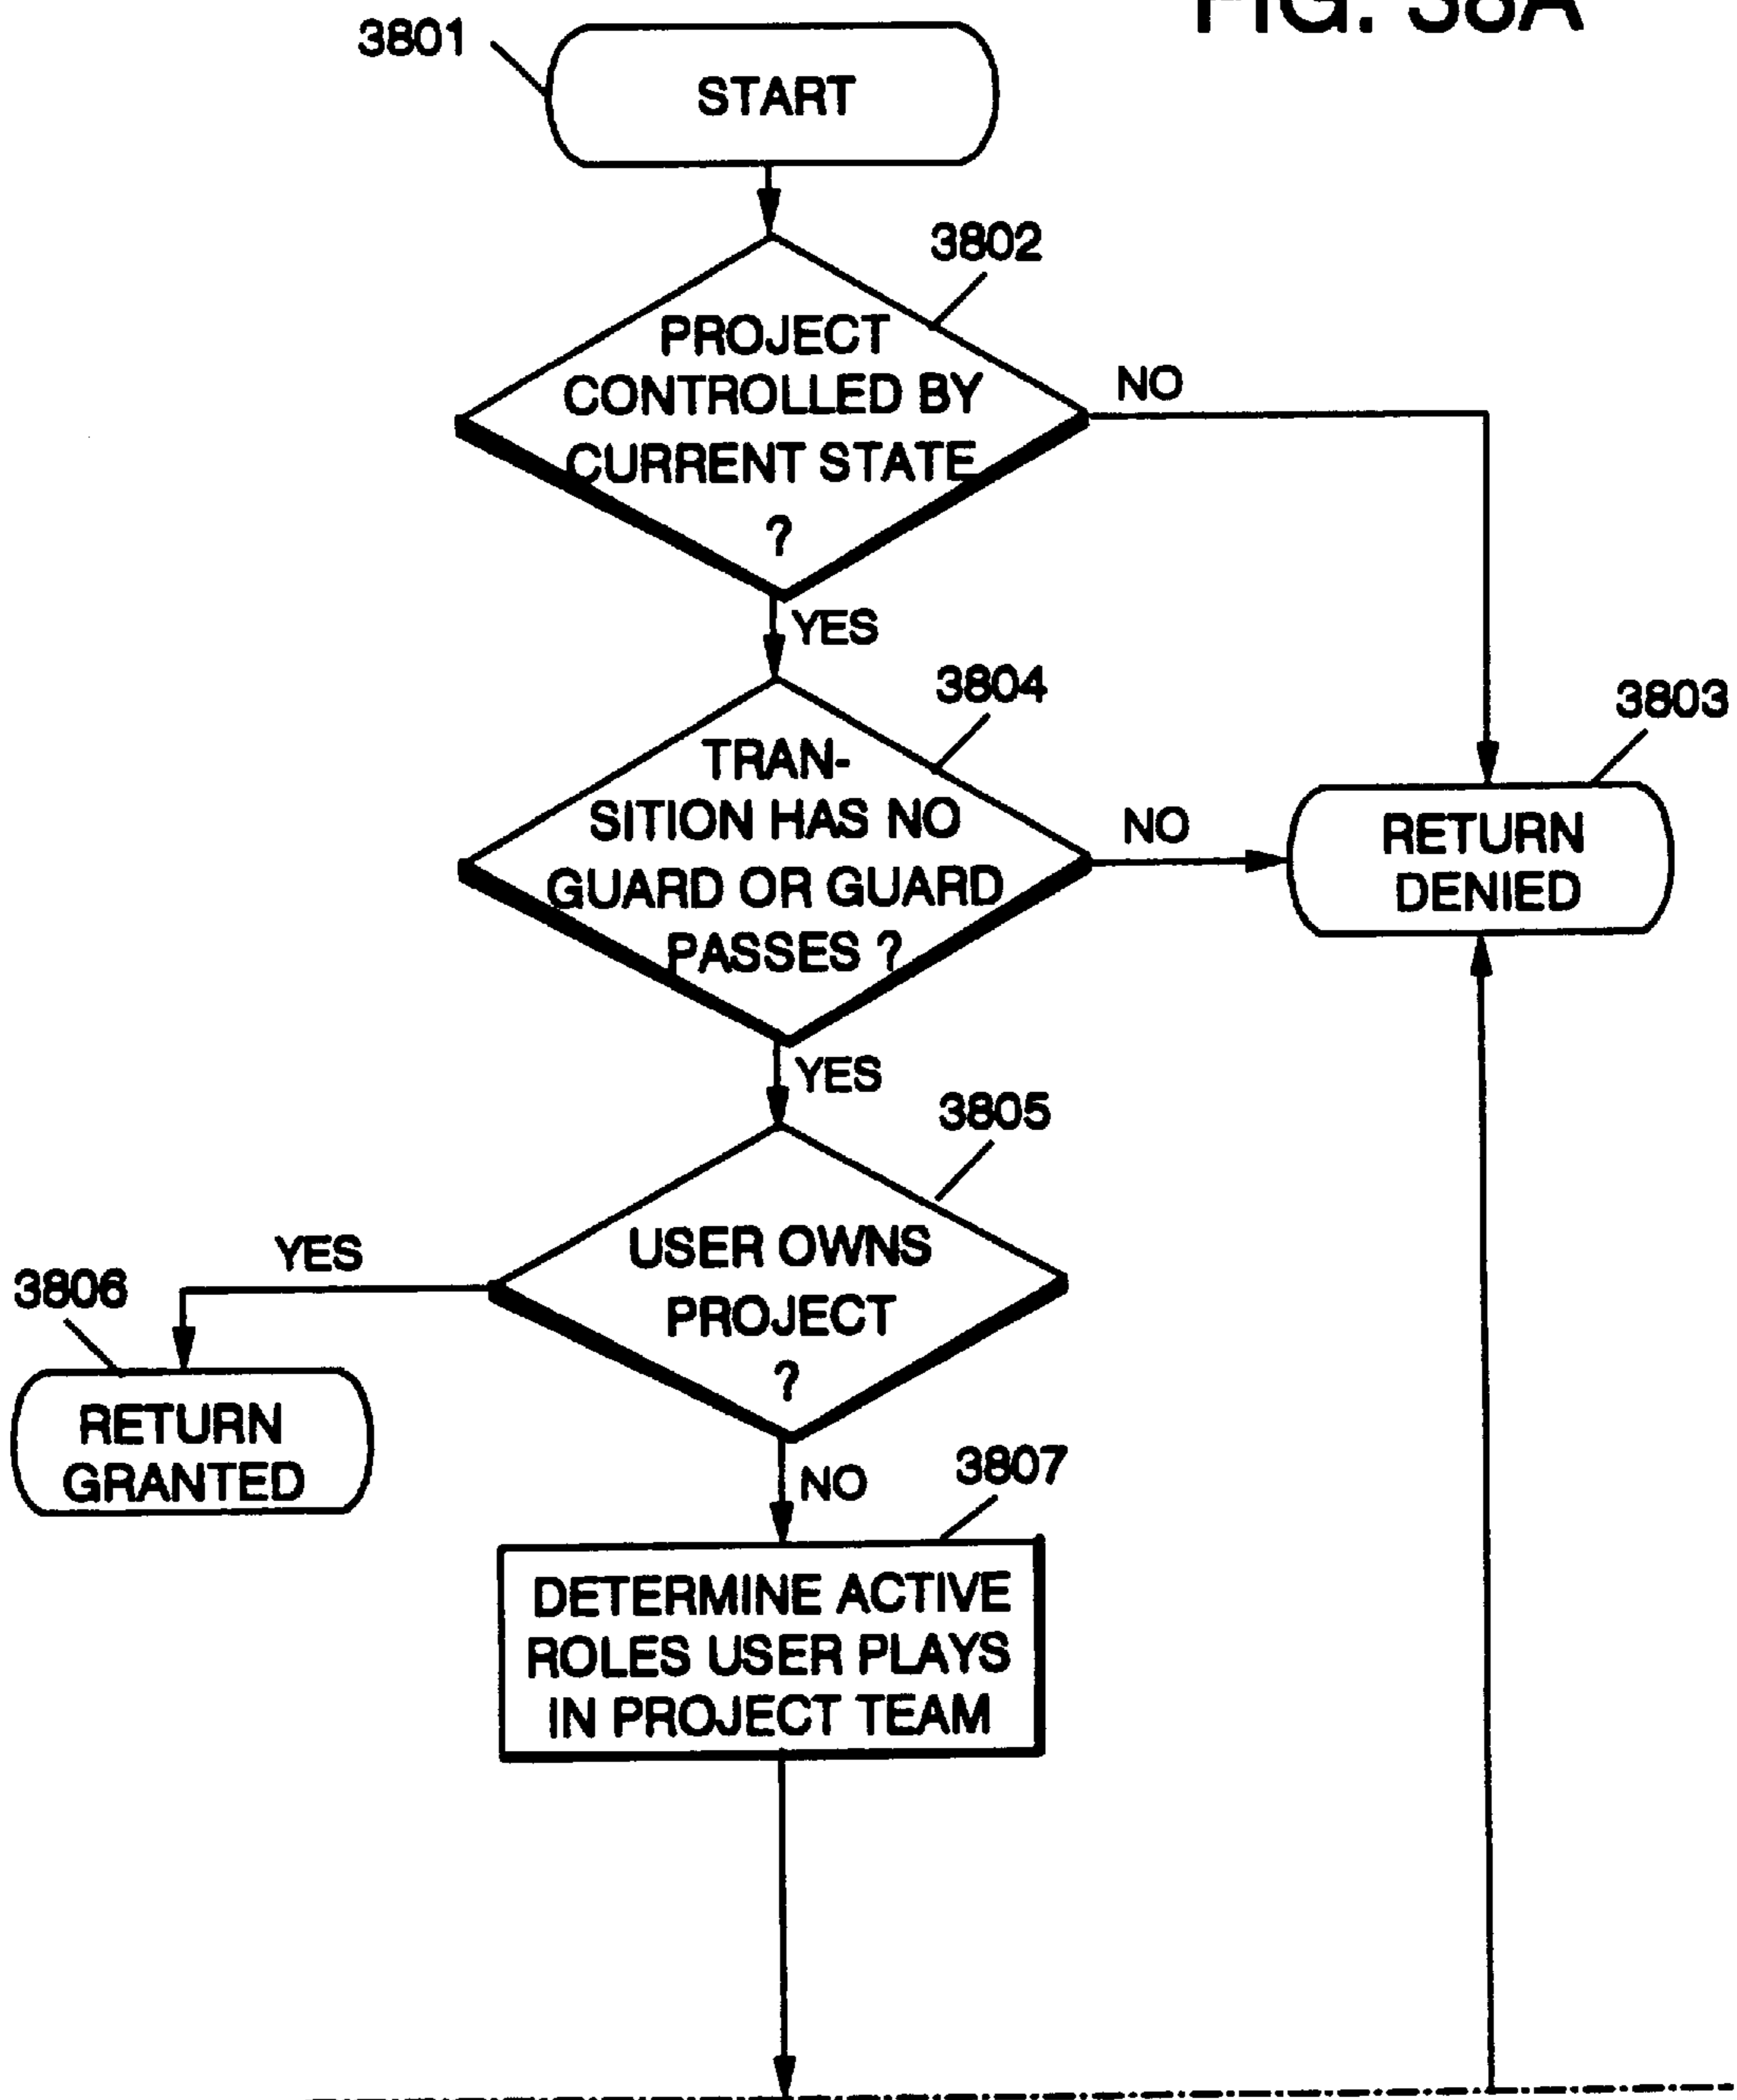 FIG. 38A
3801
START
3802
PROJECT
CONTROLLED BY
CURRENT STATE
?
NO
YES
3804
3803
TRAN-
SITION HAS NO
GUARD OR GUARD
PASSES ?
NO
RETURN
DENIED
YES
3805
USER OWNS
PROJECT
?
YES
3806
RETURN
GRANTED
NO
3807
DETERMINE ACTIVE
ROLES USER PLAYS
IN PROJECT TEAM